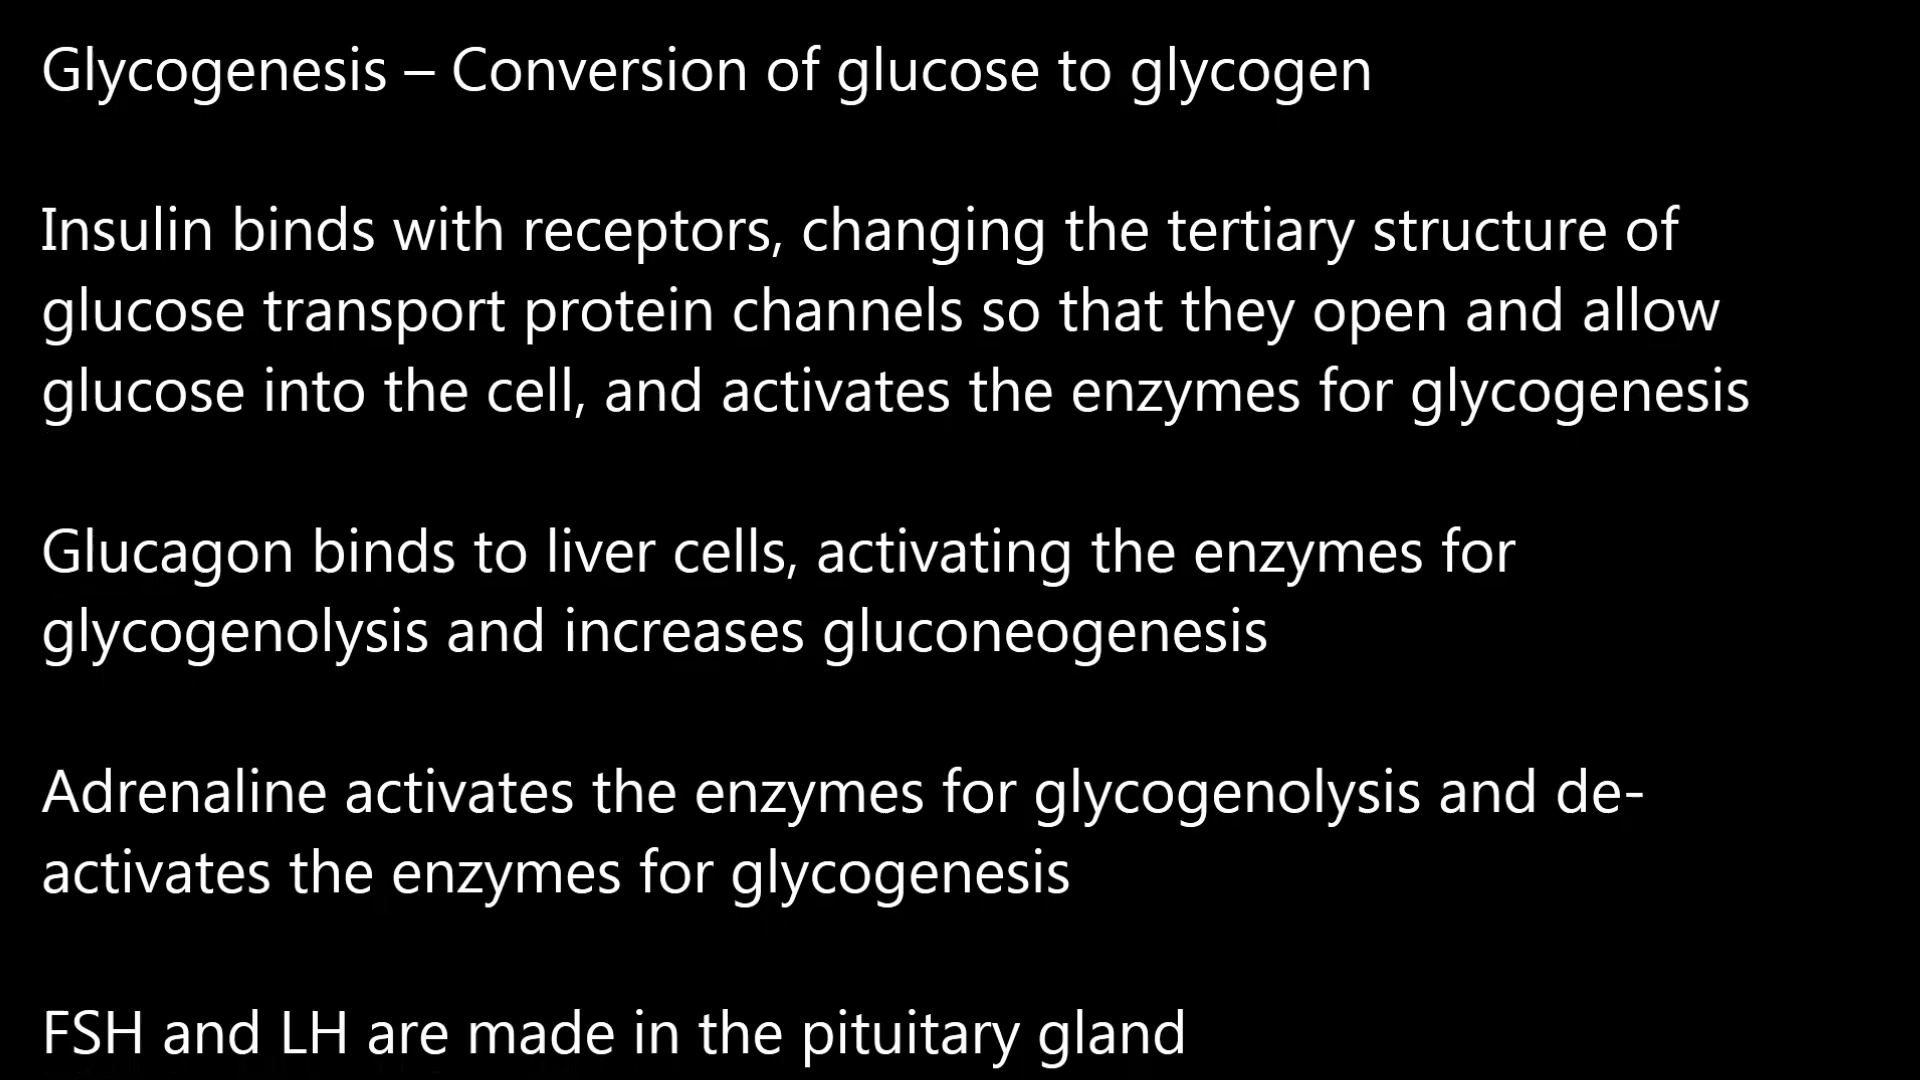 Glycogenesis – Conversion of glucose to glycogen
Insulin binds with receptors, changing the tertiary structure of
glucose transport protein channels so that they open and allow
glucose into the cell, and activates the enzymes for glycogenesis
Glucagon binds to liver cells, activating the enzymes for
glycogenolysis and increases gluconeogenesis
Adrenaline activates the enzymes for glycogenolysis and de-
activates the enzymes for glycogenesis
FSH and LH are made in the pituitary gland